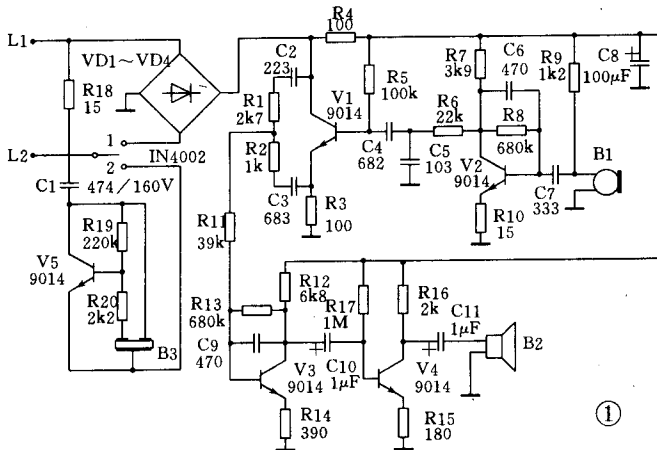 L1
L2
VD1～VD4
IN4002
R18
15
1
2
C1
474／160V
R19
220k
V5
9014
R20
2k2
B3
R4
100
C2
223
R1
2k7
R2
1k
C3
683
V1
9014
R3
100
R5
100k
C4
682
C5
103
R6
22k
R7
3k9
C6
470
R8
680k
V2
9014
R10
15
R9
1k2
C7
333
C8
100μF
B1
R11
39k
R12
6k8
R13
680k
C9
470
V3
9014
R14
390
C10
1μF
R17
1M
R16
2k
V4
9014
R15
180
C11
1μF
B2
①